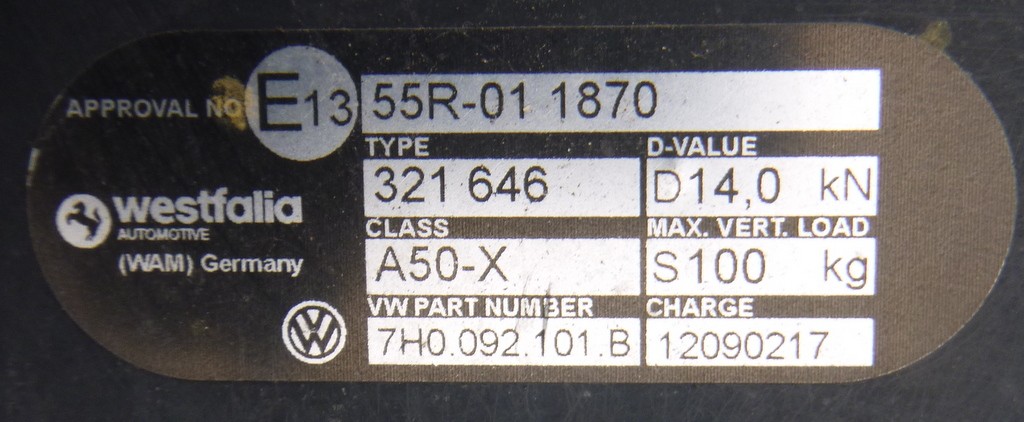 APPROVAL NO E13 55R-01 1870
TYPE D-VALUE
321 646 D14,0 kN
westfalia
AUTOMOTIVE
(WAM) Germany
CLASS MAX. VERT. LOAD
A50-X S100 kg
VW PART NUMBER CHARGE
VW 7H0.092.101.B 12090217